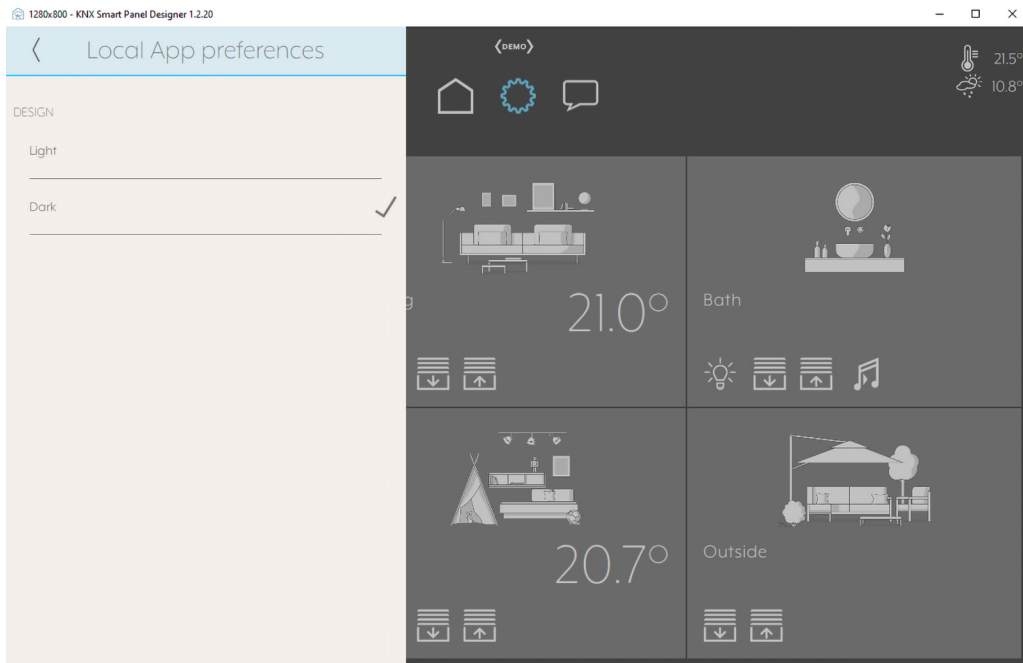 1280x800 - KNX Smart Panel Designer 1.2.20
Local App preferences
DEMO
21.5°
10.8°
DESIGN
Light
Dark
g
21.0°
Bath
20.7°
Outside